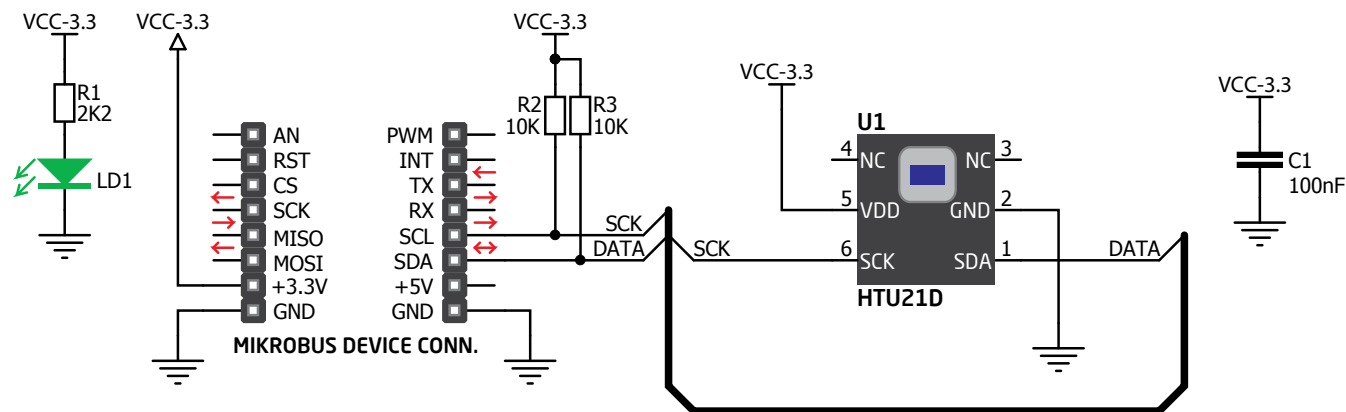 VCC-3.3
R1
2K2
LD1
VCC-3.3
AN
RST
CS
SCK
MISO
MOSI
+3.3V
GND
PWM
INT
TX
RX
SCL
SDA
+5V
GND
MIKROBUS DEVICE CONN.
VCC-3.3
R2
10K
R3
10K
SCK
DATA
SCK
VCC-3.3
U1
4 NC
NC 3
5 VDD
GND 2
6 SCK
SDA 1
HTU21D
DATA
VCC-3.3
C1
100nF